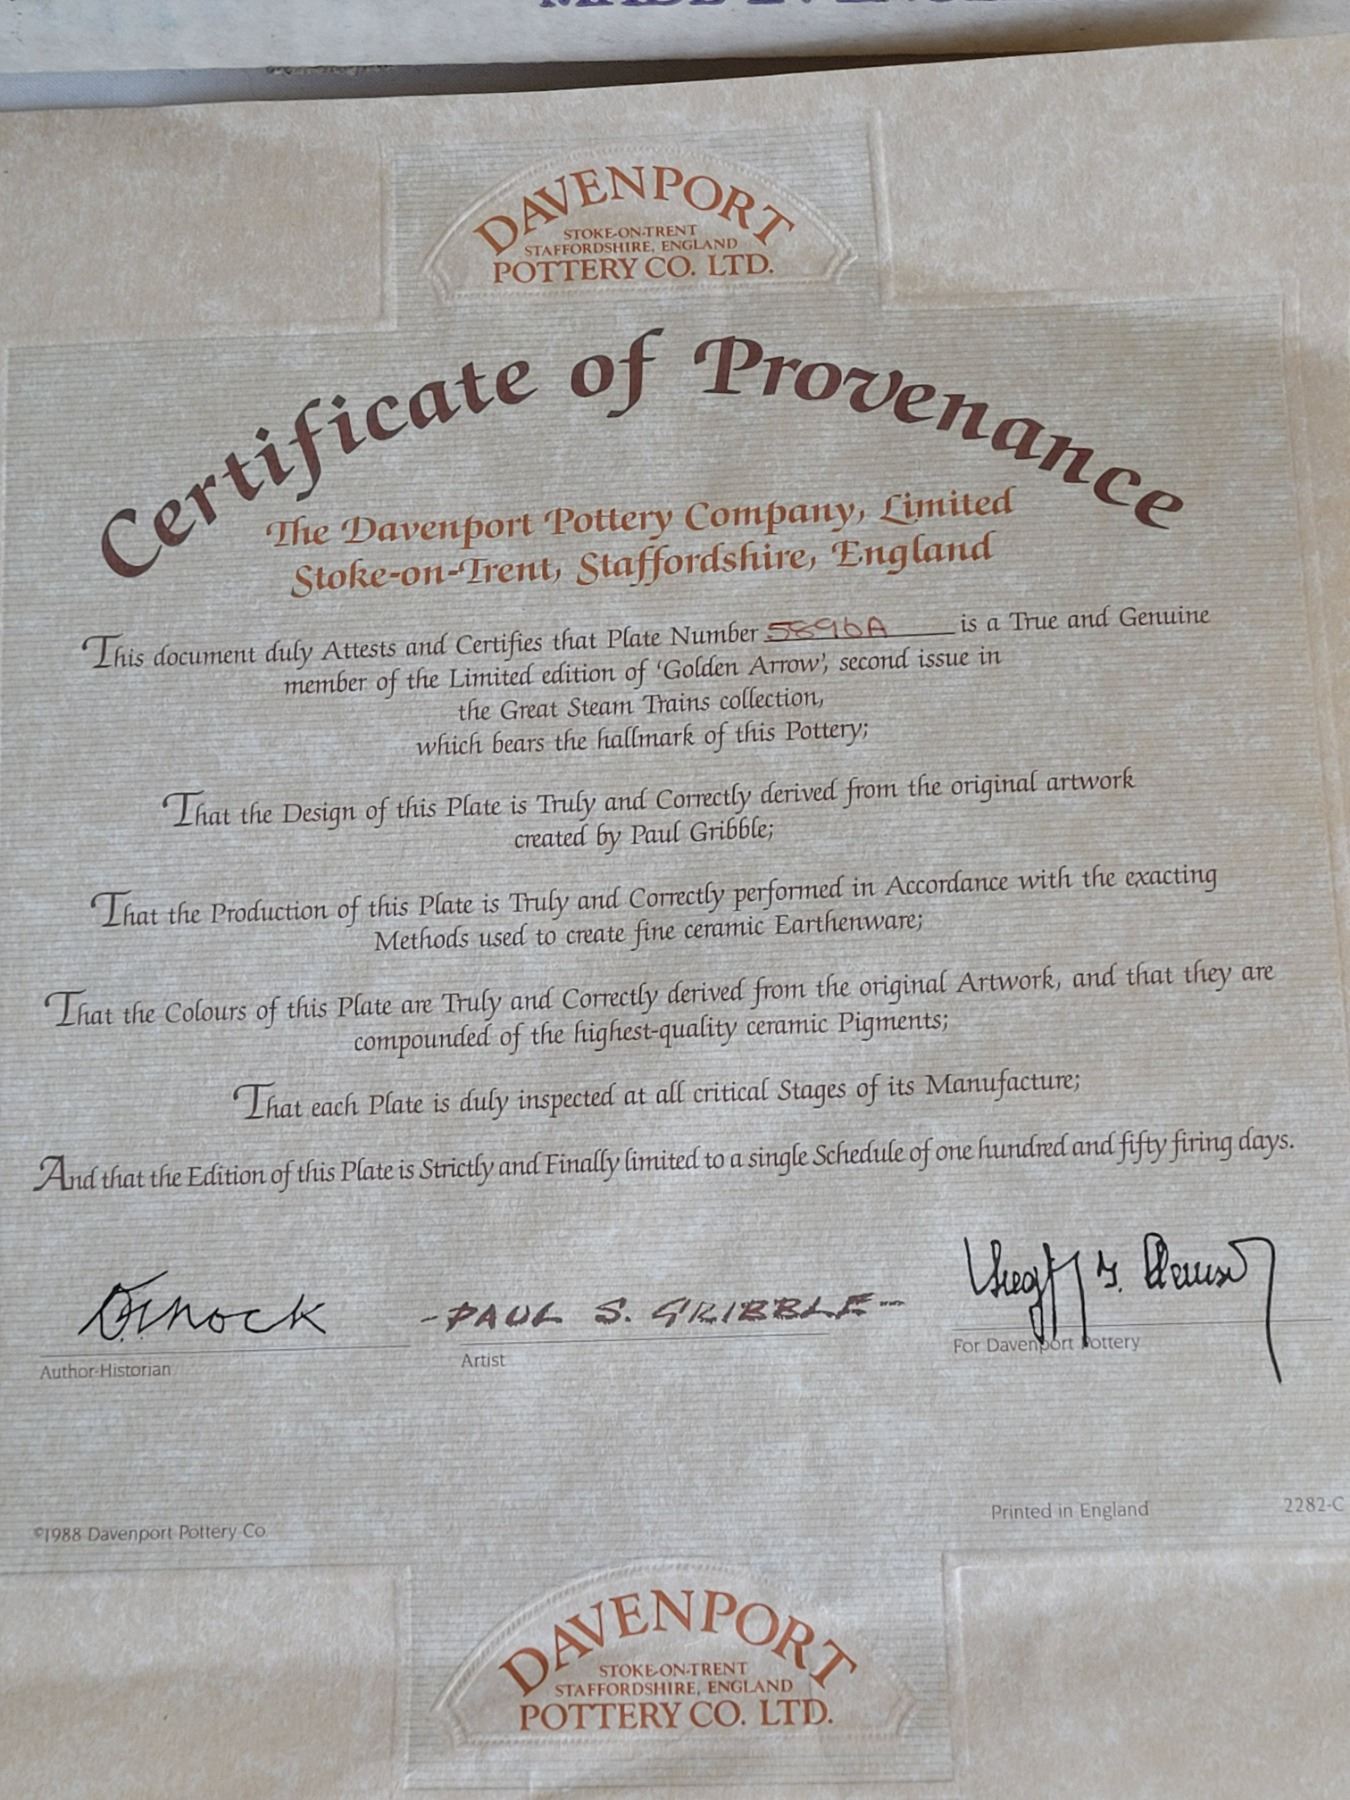 DAVENPORT
STOKE-ON-TRENT
STAFFORDSHIRE, ENGLAND
POTTERY CO. LTD.
Certificate of Provenance
The Davenport Pottery Company, Limited
Stoke-on-Trent, Staffordshire, England
This document duly Attests and Certifies that Plate Number 5896A is a True and Genuine
member of the Limited edition of 'Golden Arrow', second issue in
the Great Steam Trains collection,
which bears the hallmark of this Pottery;
That the Design of this Plate is Truly and Correctly derived from the original artwork
created by Paul Gribble;
That the Production of this Plate is Truly and Correctly performed in Accordance with the exacting
Methods used to create fine ceramic Earthenware;
That the Colours of this Plate are Truly and Correctly derived from the original Artwork, and that they are
compounded of the highest-quality ceramic Pigments;
That each Plate is duly inspected at all critical Stages of its Manufacture;
And that the Edition of this Plate is Strictly and Finally limited to a single Schedule of one hundred and fifty firing days.
-PAUL S. GRIBBLE-
Author-Historian
Artist
For Davenport Pottery
©1988 Davenport Pottery Co.
Printed in England
2282-C
DAVENPORT
STOKE-ON-TRENT
STAFFORDSHIRE, ENGLAND
POTTERY CO. LTD.